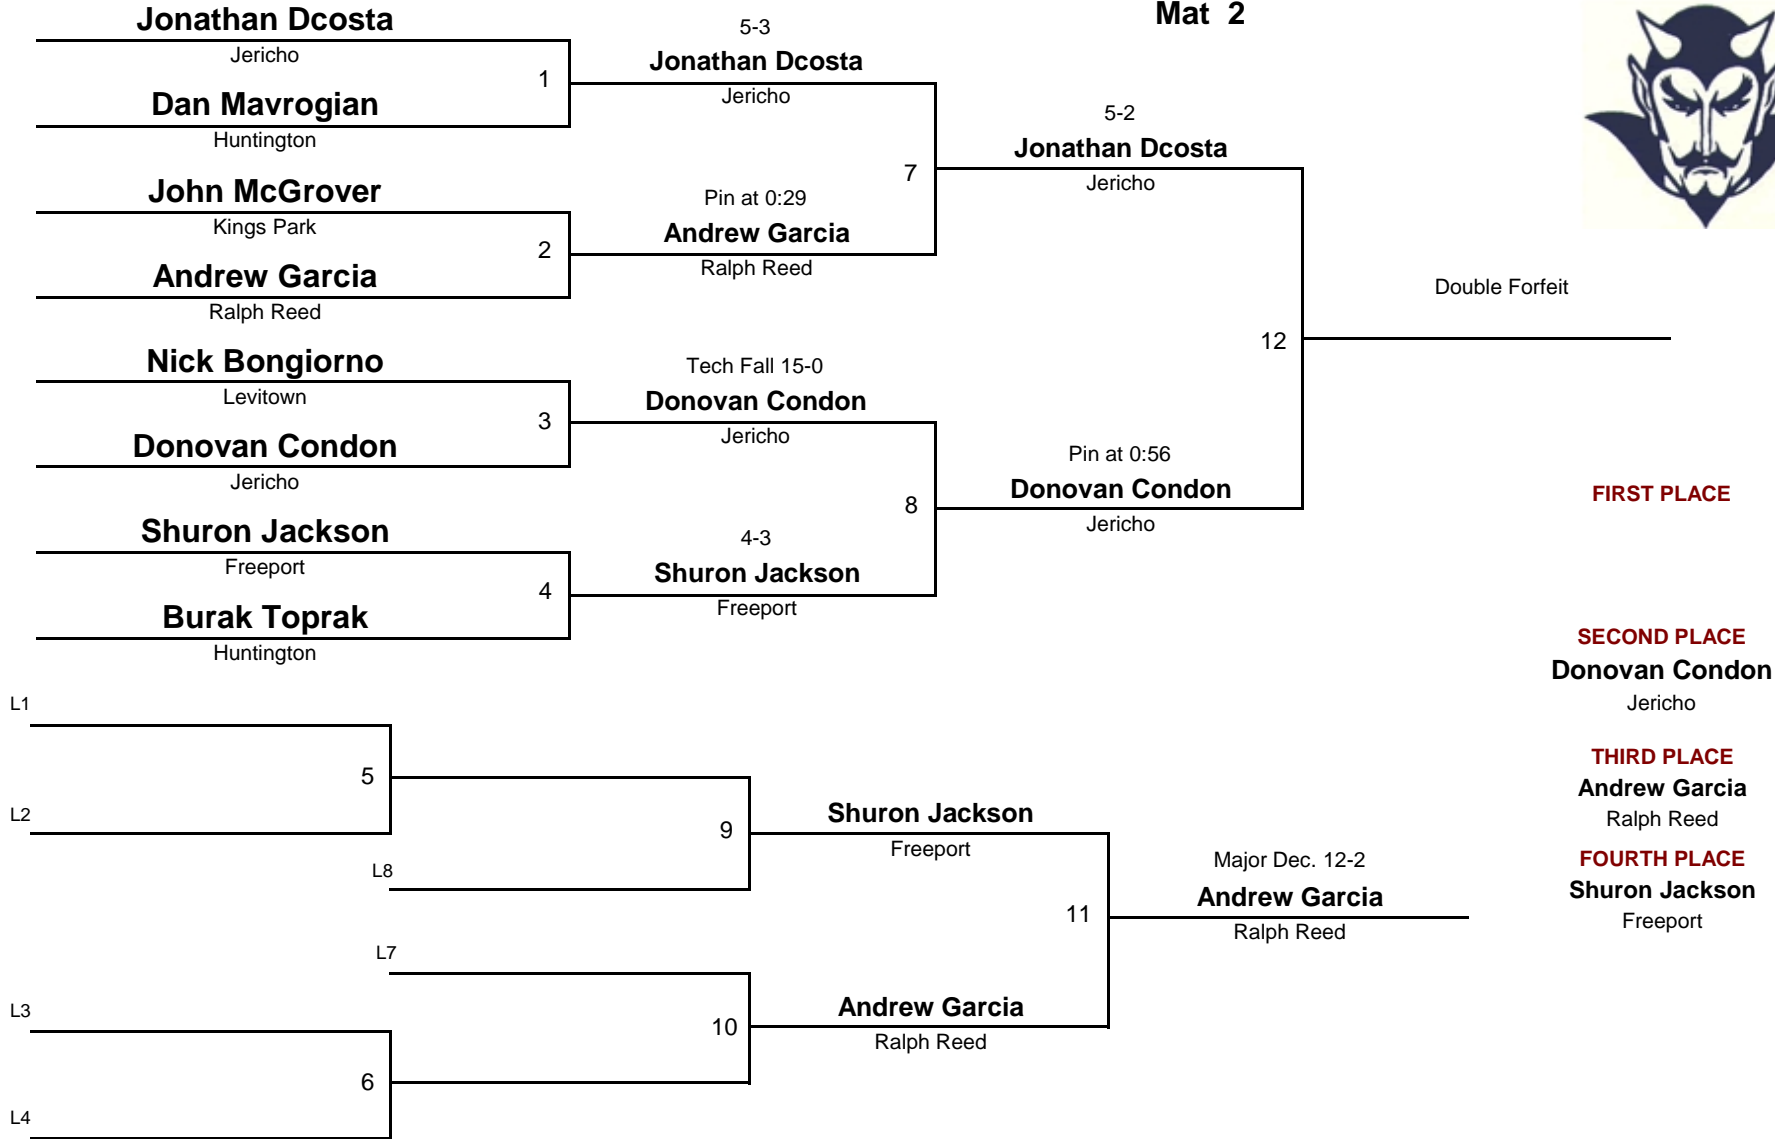 Mat 2
Jonathan Dcosta
Jericho
1
Dan Mavrogian
Huntington
5-3
Jonathan Dcosta
Jericho
John McGrover
Kings Park
2
Andrew Garcia
Ralph Reed
Pin at 0:29
Andrew Garcia
Ralph Reed
7
5-2
Jonathan Dcosta
Jericho
Nick Bongiorno
Levitown
3
Donovan Condon
Jericho
Tech Fall 15-0
Donovan Condon
Jericho
Shuron Jackson
Freeport
4
Burak Toprak
Huntington
4-3
Shuron Jackson
Freeport
8
Pin at 0:56
Donovan Condon
Jericho
12
Double Forfeit
FIRST PLACE
SECOND PLACE
Donovan Condon
Jericho
THIRD PLACE
Andrew Garcia
Ralph Reed
FOURTH PLACE
Shuron Jackson
Freeport
L1
5
L2
9
L8
Shuron Jackson
Freeport
11
Major Dec. 12-2
Andrew Garcia
Ralph Reed
L7
10
Andrew Garcia
Ralph Reed
L3
6
L4